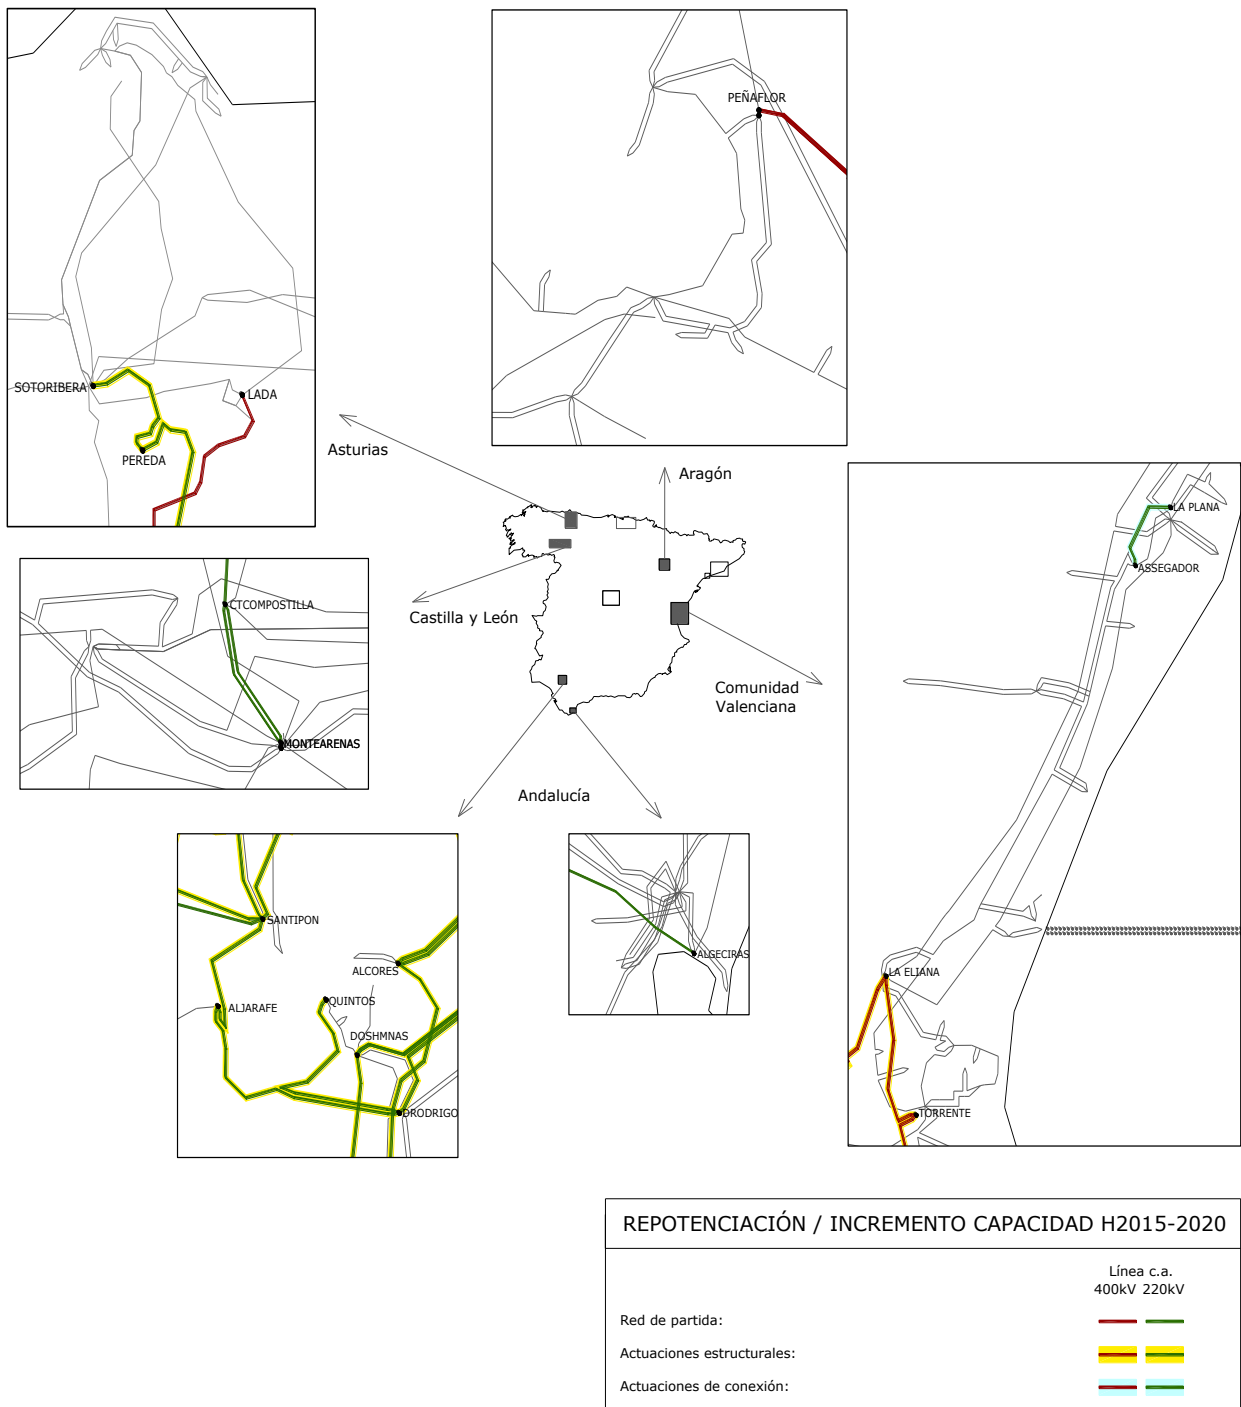 PEÑAFLOR
SOTORIBERA
LADA
PEREDA
Asturias
Aragón
LA PLANA
ASSEGADOR
CTCOMPOSTILLA
MONTEARENAS
Castilla y León
Comunidad
Valenciana
Andalucía
SANTIPON
ALCORES
ALJARAFE
QUINTOS
DOSHMNAS
DRODRIGO
ALGECIRAS
LA ELIANA
TORRENTE
REPOTENCIACIÓN / INCREMENTO CAPACIDAD H2015-2020
Línea c.a.
400kV 220kV
Red de partida:
Actuaciones estructurales:
Actuaciones de conexión: